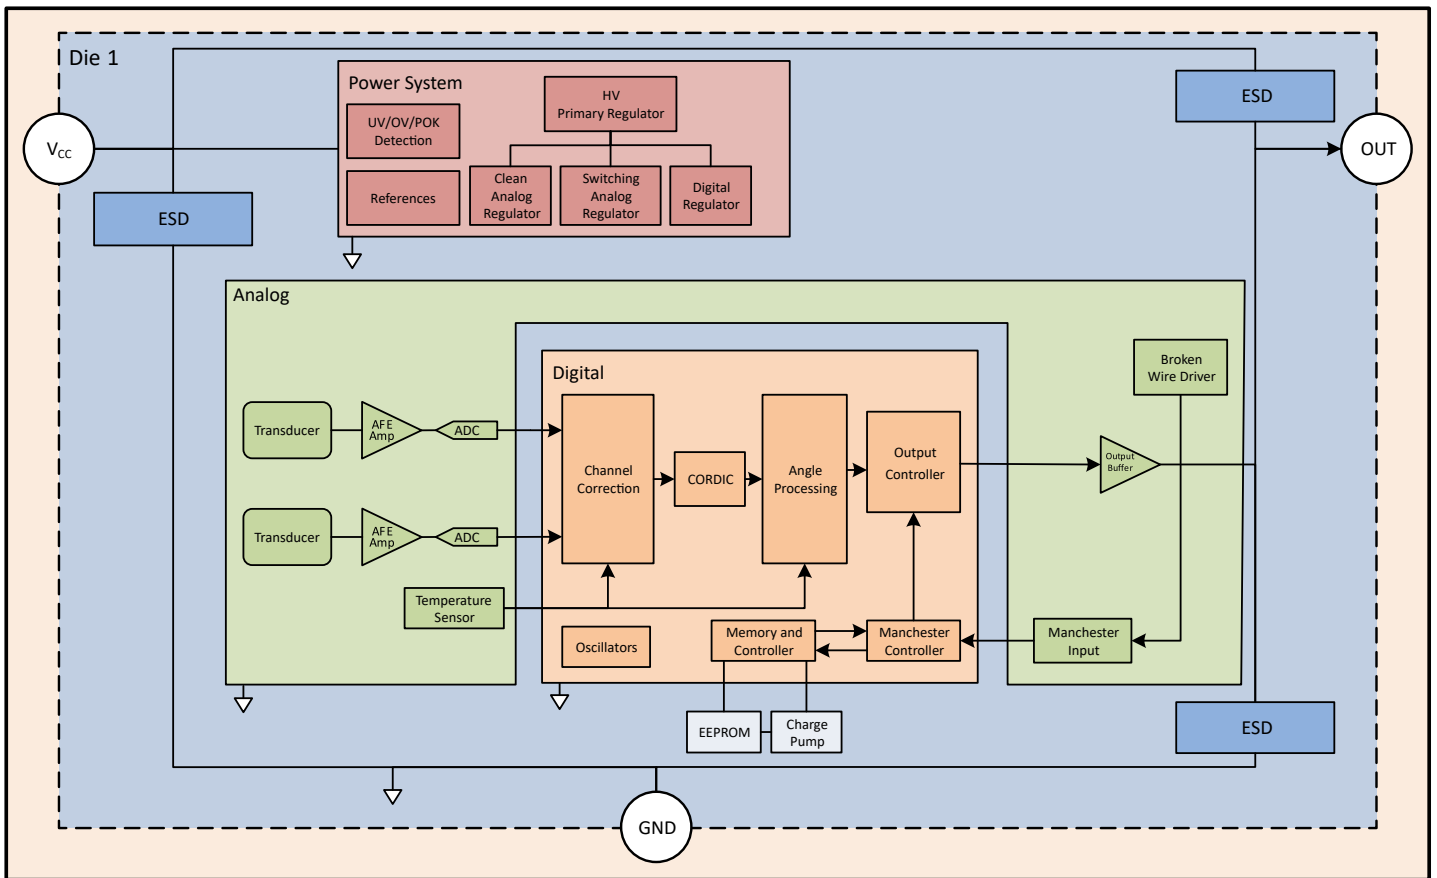 Die 1
Power System
HV
Primary Regulator
UV/OV/POK
Detection
References
Clean
Analog
Regulator
Switching
Analog
Regulator
Digital
Regulator
ESD
V_CC
OUT
ESD
Analog
Broken
Wire Driver
Digital
Transducer
AFE
Amp
ADC
Channel
Correction
CORDIC
Angle
Processing
Output
Controller
Output
Buffer
Transducer
AFE
Amp
ADC
Temperature
Sensor
Oscillators
Memory and
Controller
Manchester
Controller
Manchester
Input
EEPROM
Charge
Pump
ESD
GND